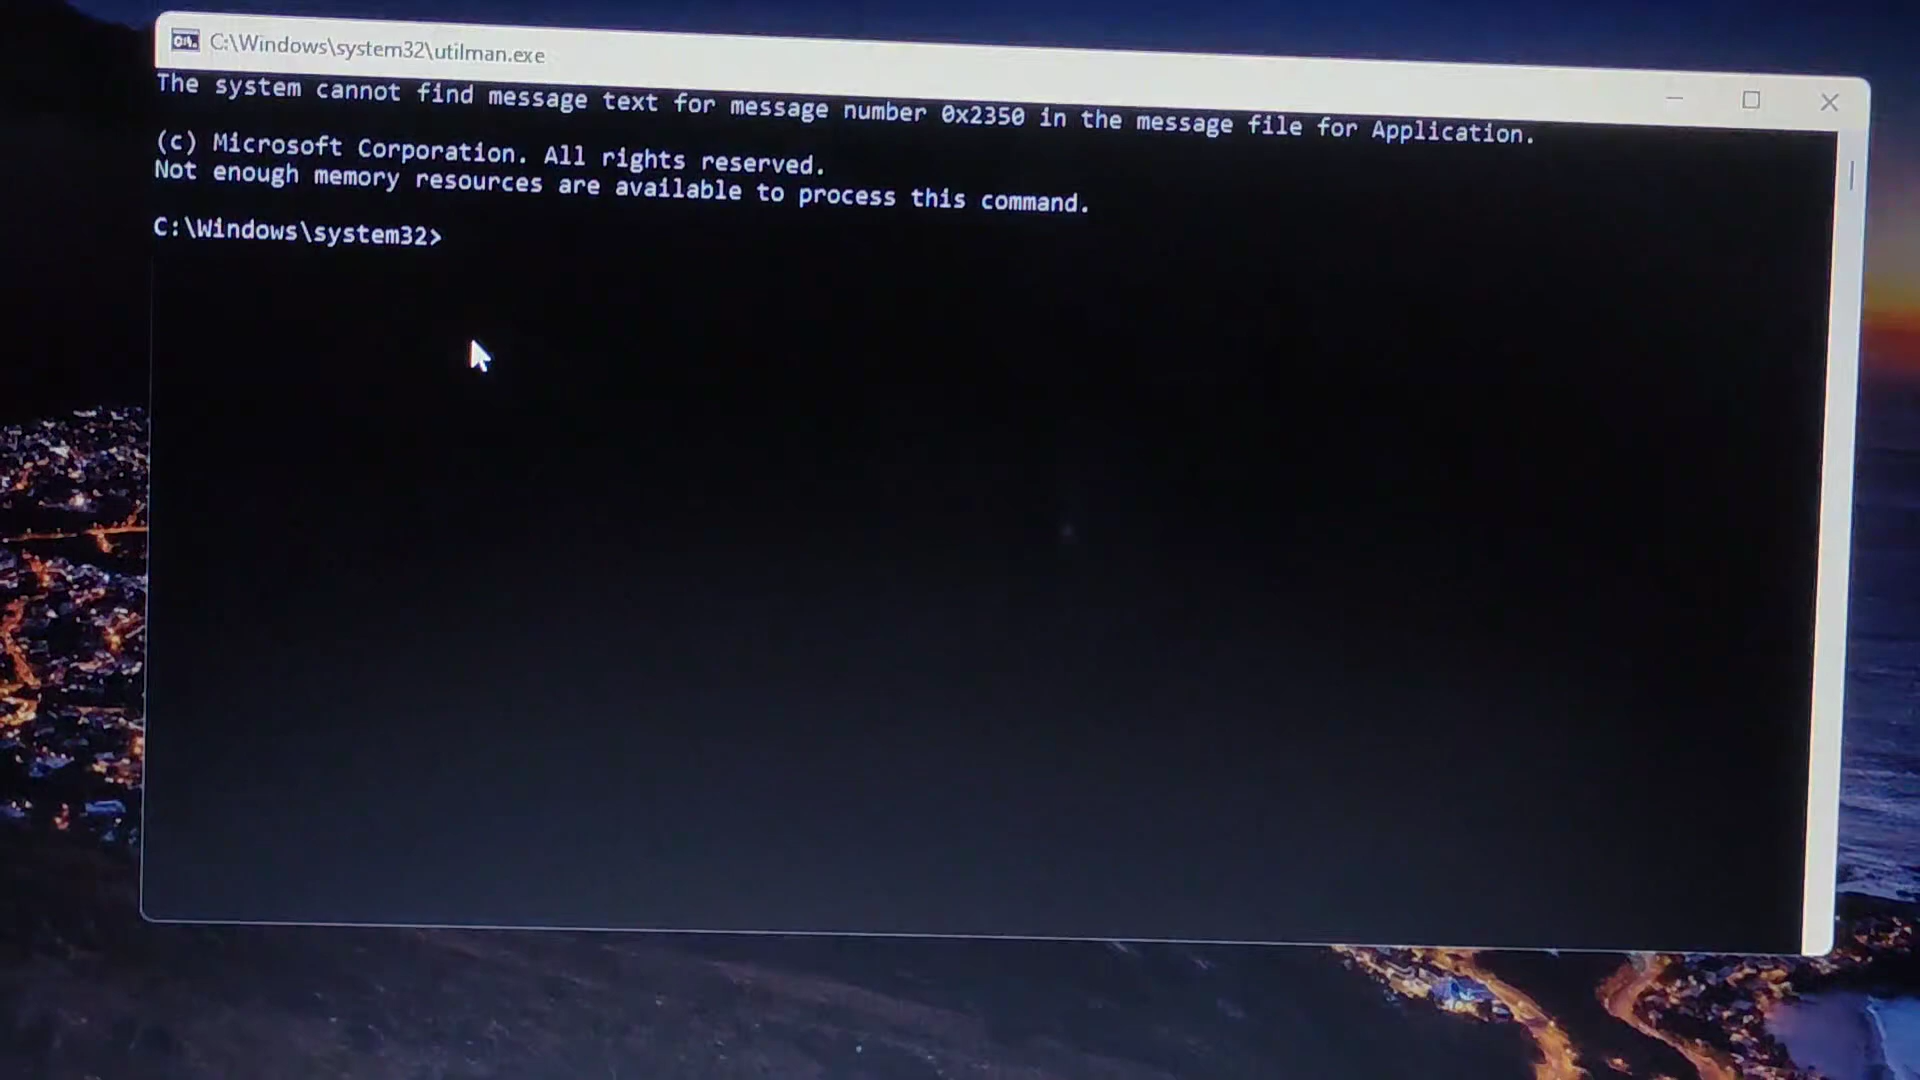 C:\Windows\system32\utilman.exe
The system cannot find message text for message number 0x2350 in the message file for Application.
(c) Microsoft Corporation. All rights reserved.
Not enough memory resources are available to process this command.
C:\Windows\system32>